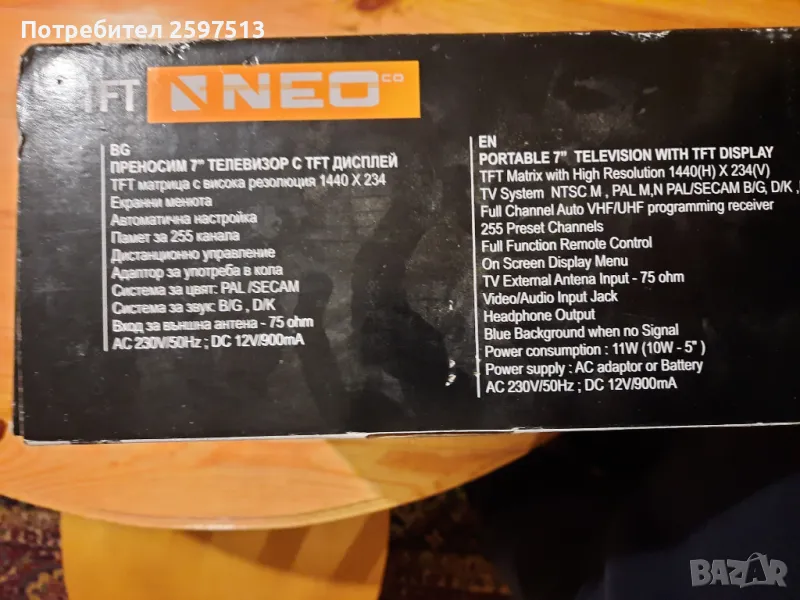 Потребител 2597513
TFT NEO CO
BG
ПРЕНОСИМ 7" ТЕЛЕВИЗОР С TFT ДИСПЛЕЙ
TFT матрица с висока резолюция 1440 X 234
Екранни менюта
Автоматична настройка
Памет за 255 канала
Дистанционно управление
Адаптор за употреба в кола
Система за цвят: PAL /SECAM
Система за звук: B/G , D/K
Вход за външна антена - 75 ohm
AC 230V/50Hz ; DC 12V/900mA
EN
PORTABLE 7" TELEVISION WITH TFT DISPLAY
TFT Matrix with High Resolution 1440(H) X 234(V)
TV System NTSC M , PAL M,N PAL/SECAM B/G, D/K ,
Full Channel Auto VHF/UHF programming receiver
255 Preset Channels
Full Function Remote Control
On Screen Display Menu
TV External Antena Input - 75 ohm
Video/Audio Input Jack
Headphone Output
Blue Background when no Signal
Power consumption : 11W (10W - 5" )
Power supply : AC adaptor or Battery
AC 230V/50Hz ; DC 12V/900mA
BAZAR